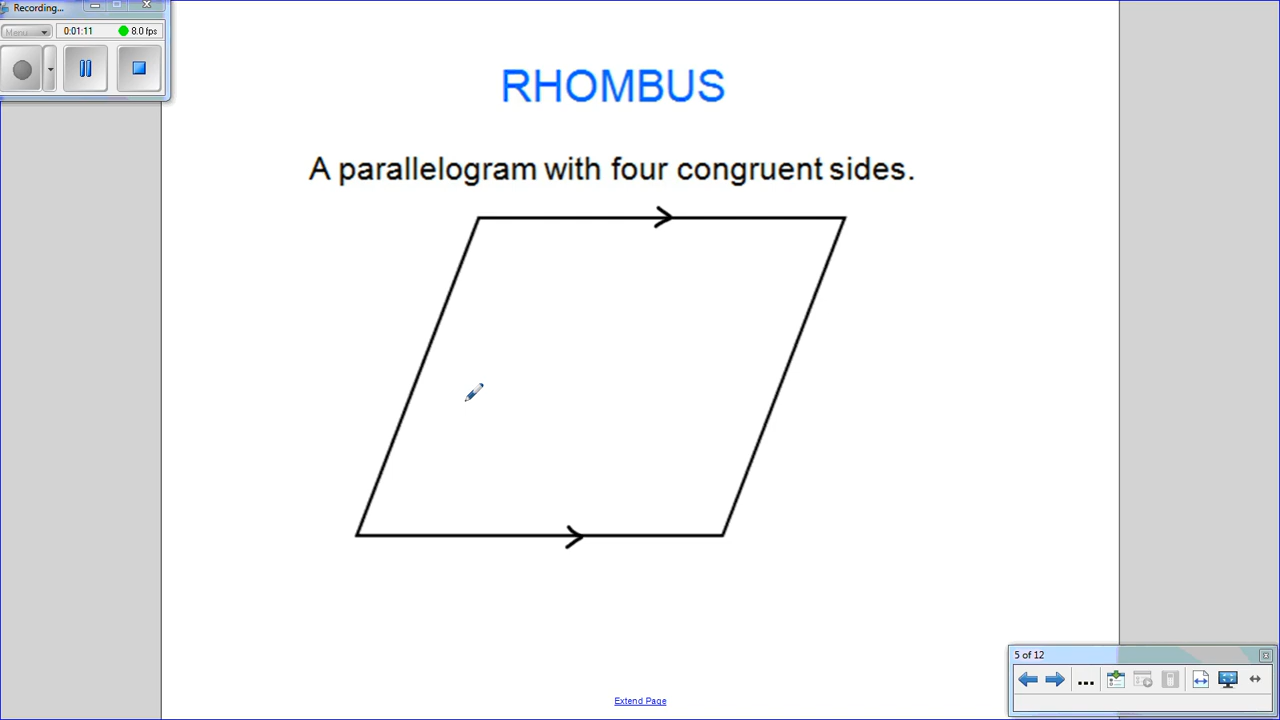 Recording...
Menu
0:01:11
8.0 fps
RHOMBUS
A parallelogram with four congruent sides.
5 of 12
Extend Page